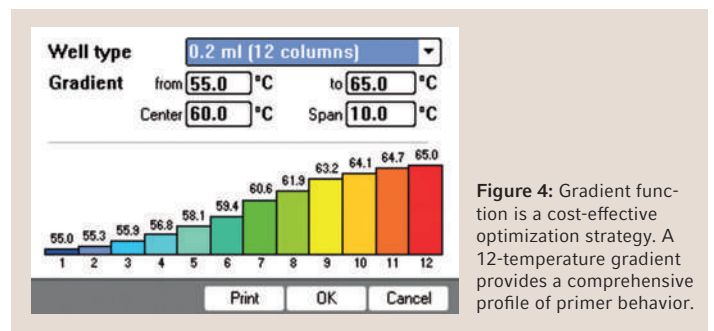 Well type 0.2 ml (12 columns)
Gradient from 55.0 °C to 65.0 °C
Center 60.0 °C Span 10.0 °C
55.0 55.3 55.9 56.8 58.1 59.4 60.6 61.9 63.2 64.1 64.7 65.0
1 2 3 4 5 6 7 8 9 10 11 12
Print OK Cancel
Figure 4: Gradient func-
tion is a cost-effective
optimization strategy. A
12-temperature gradient
provides a comprehensive
profile of primer behavior.